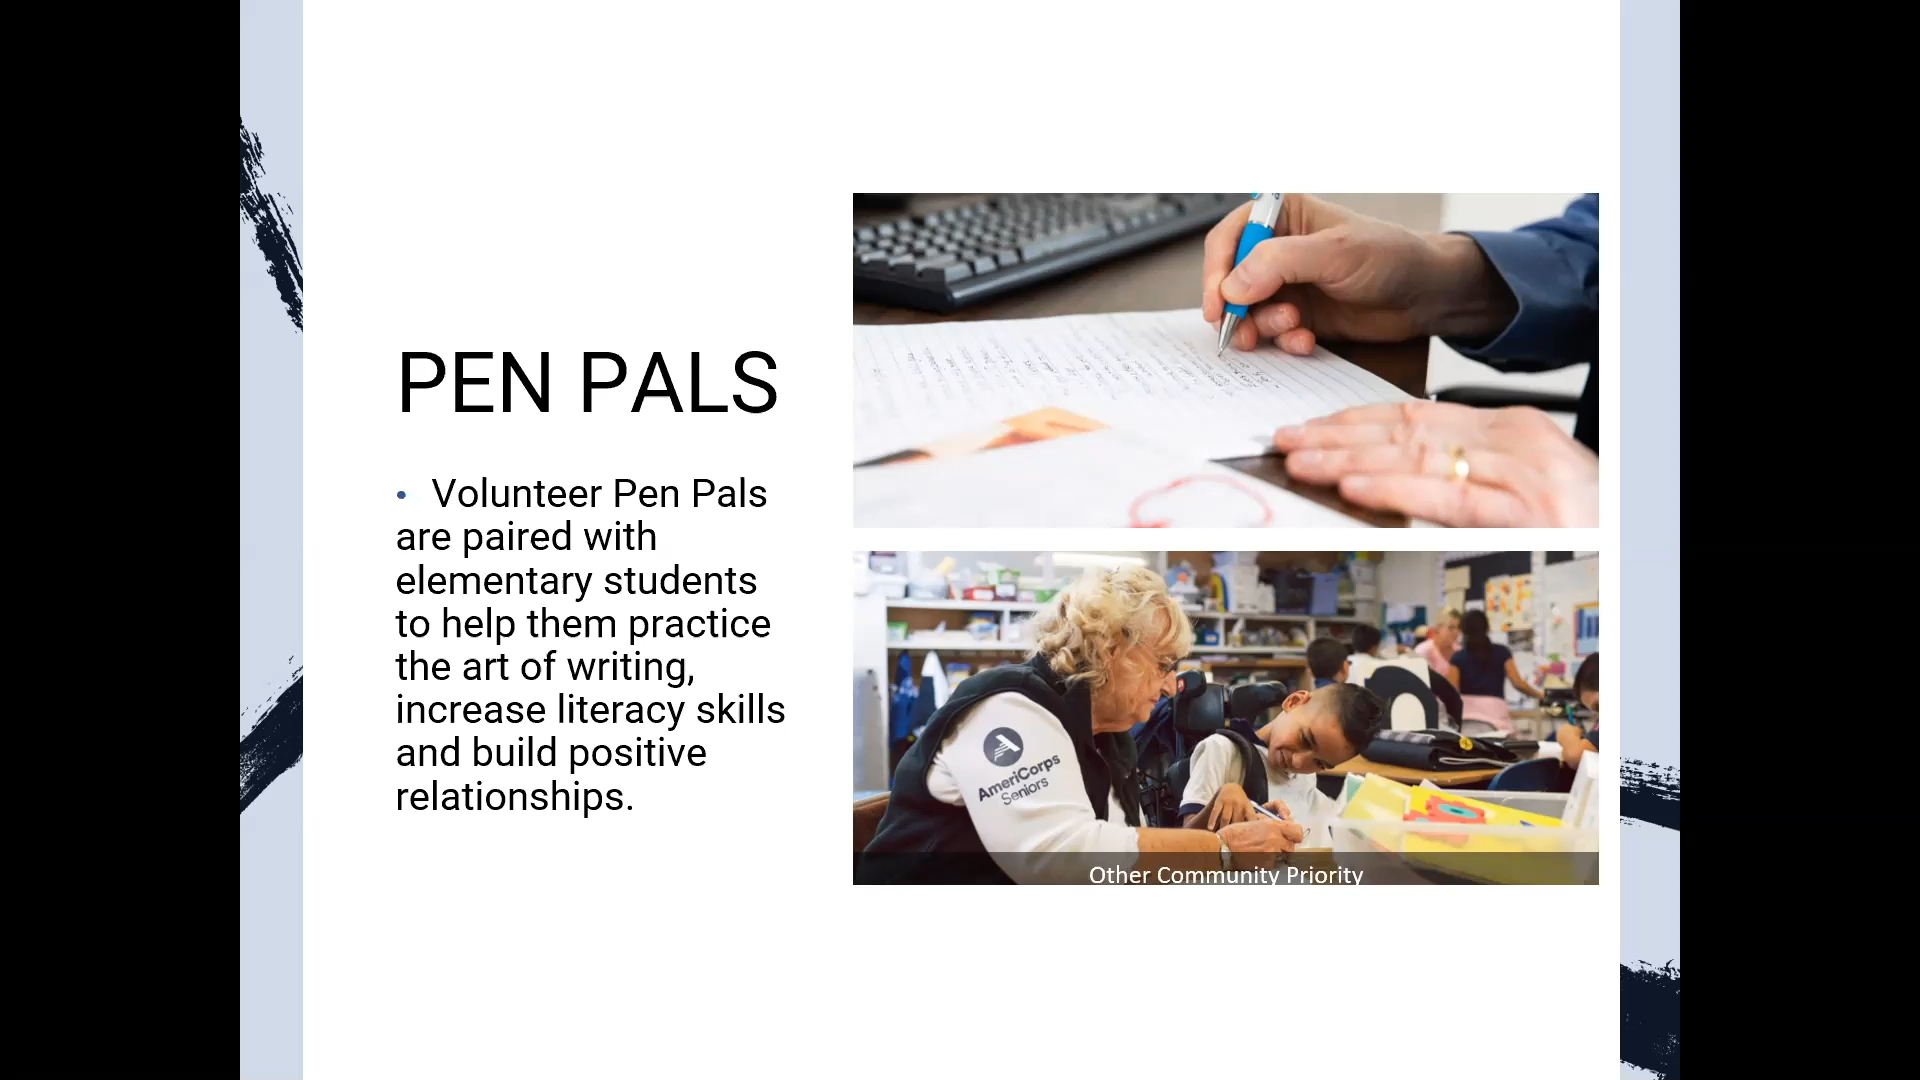 PEN PALS
• Volunteer Pen Pals
are paired with
elementary students
to help them practice
the art of writing,
increase literacy skills
and build positive
relationships.
AmeriCorps
Seniors
Other Community Priority